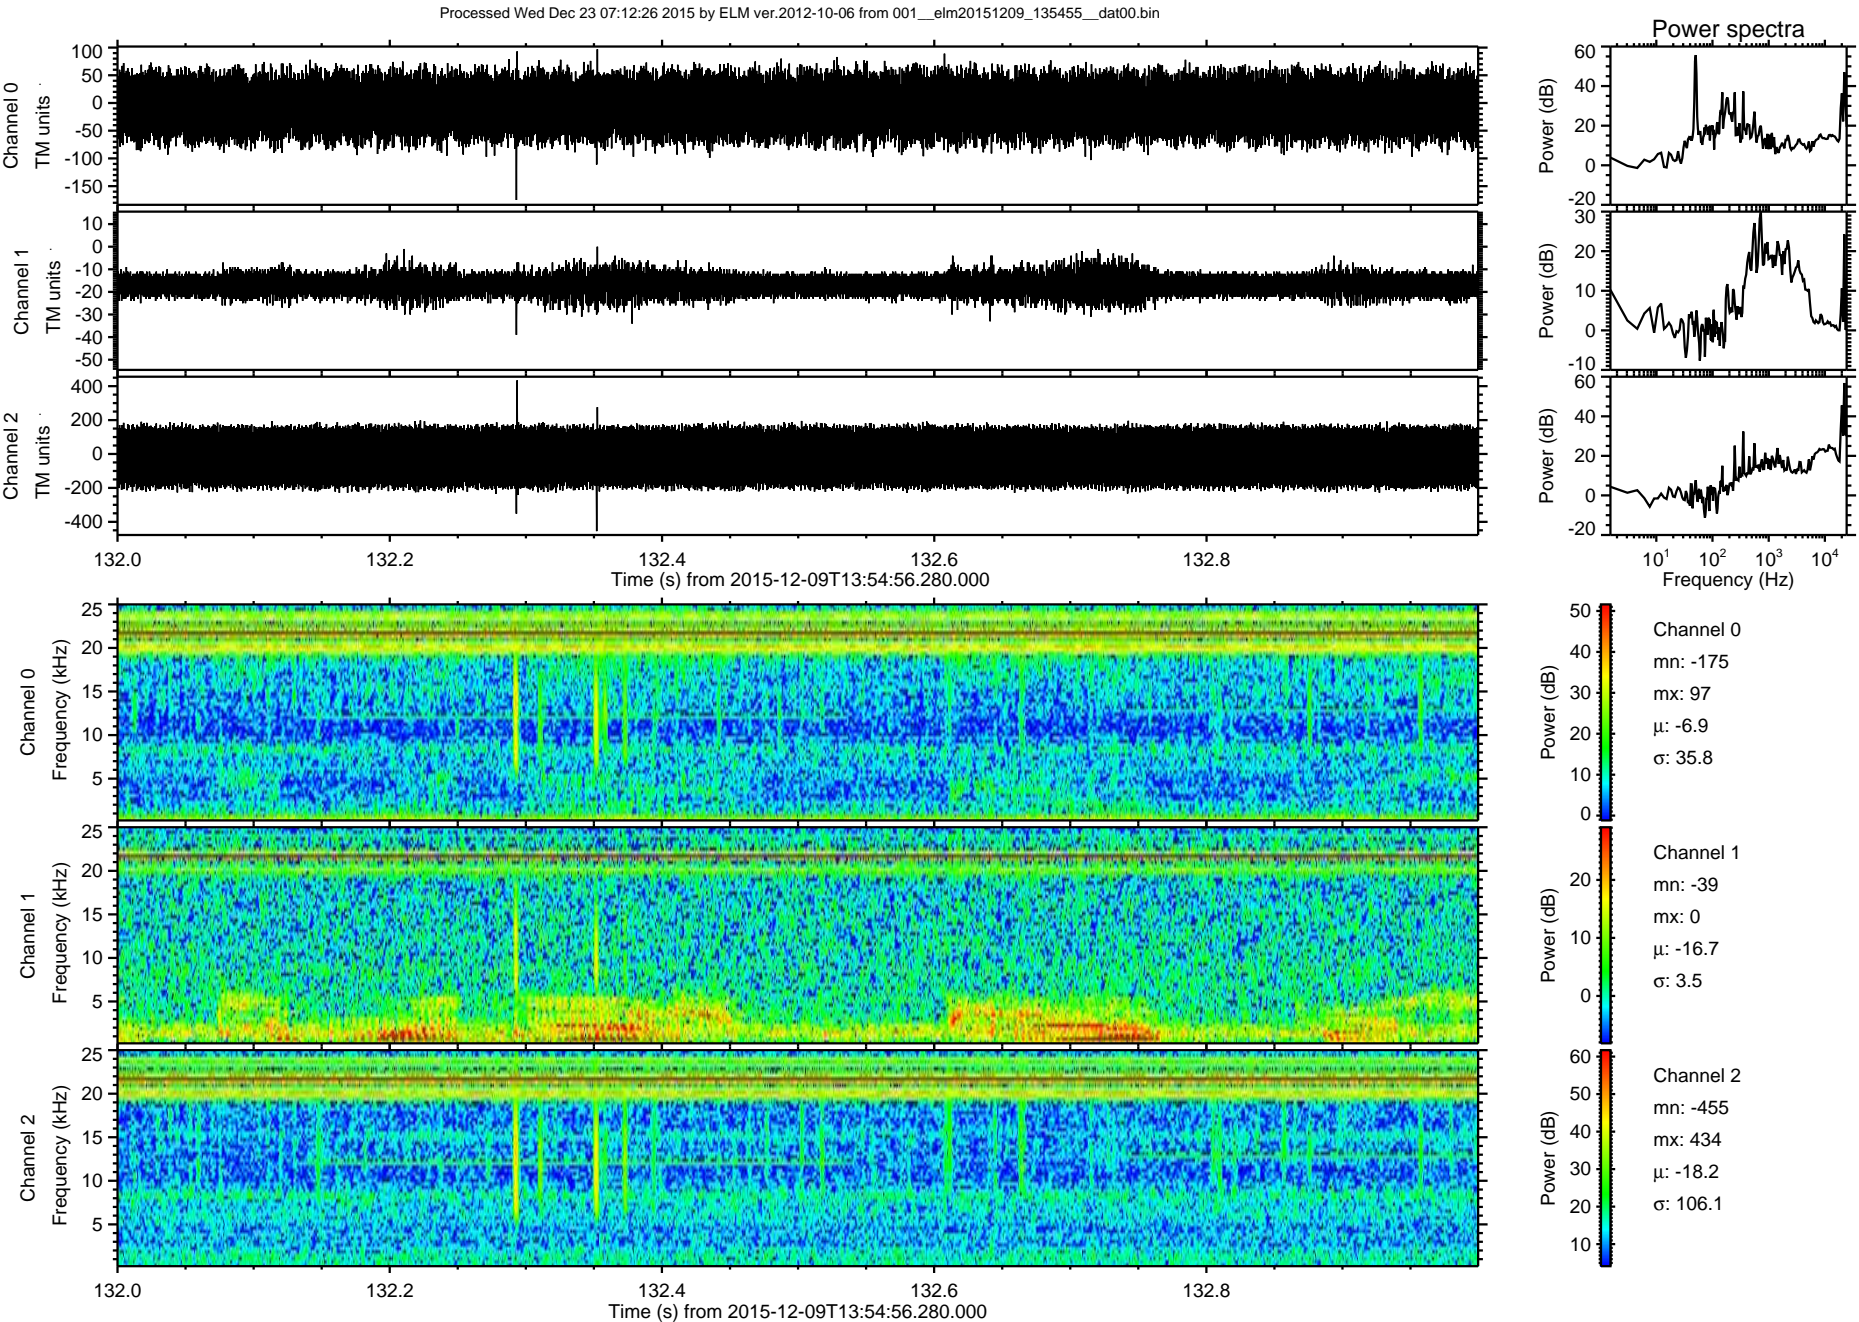 Processed Wed Dec 23 07:12:26 2015 by ELM ver.2012-10-06 from 001__elm20151209_135455__dat00.bin
Power spectra
Channel 0
TM units
100
50
0
-50
-100
-150
Power (dB)
60
40
20
0
-20
Channel 1
TM units
10
0
-10
-20
-30
-40
-50
Power (dB)
30
20
10
0
-10
Channel 2
TM units
400
200
0
-200
-400
Power (dB)
60
40
20
0
-20
132.0 132.2 132.4 132.6 132.8
Time (s) from 2015-12-09T13:54:56.280.000
10¹ 10² 10³ 10⁴
Frequency (Hz)
Channel 0
Frequency (kHz)
25
20
15
10
5
Power (dB)
50
40
30
20
10
0
Channel 0
mn: -175
mx: 97
μ: -6.9
σ: 35.8
Channel 1
Frequency (kHz)
25
20
15
10
5
Power (dB)
20
10
0
Channel 1
mn: -39
mx: 0
μ: -16.7
σ: 3.5
Channel 2
Frequency (kHz)
25
20
15
10
5
Power (dB)
60
50
40
30
20
10
Channel 2
mn: -455
mx: 434
μ: -18.2
σ: 106.1
132.0 132.2 132.4 132.6 132.8
Time (s) from 2015-12-09T13:54:56.280.000